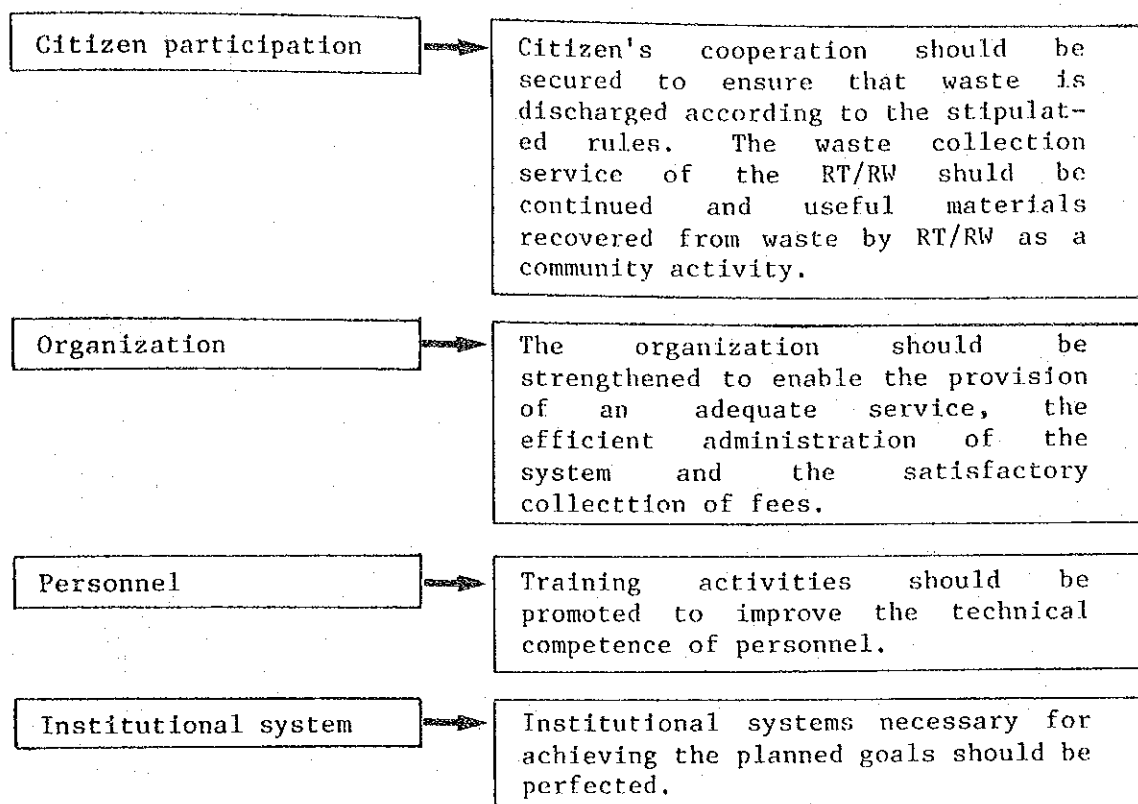 Citizen participation
Citizen's cooperation should be
secured to ensure that waste is
discharged according to the stipulat-
ed rules. The waste collection
service of the RT/RW shuld be
continued and useful materials
recovered from waste by RT/RW as a
community activity.
Organization
The organization should be
strengthened to enable the provision
of an adequate service, the
efficient administration of the
system and the satisfactory
collecttion of fees.
Personnel
Training activities should be
promoted to improve the technical
competence of personnel.
Institutional system
Institutional systems necessary for
achieving the planned goals should be
perfected.